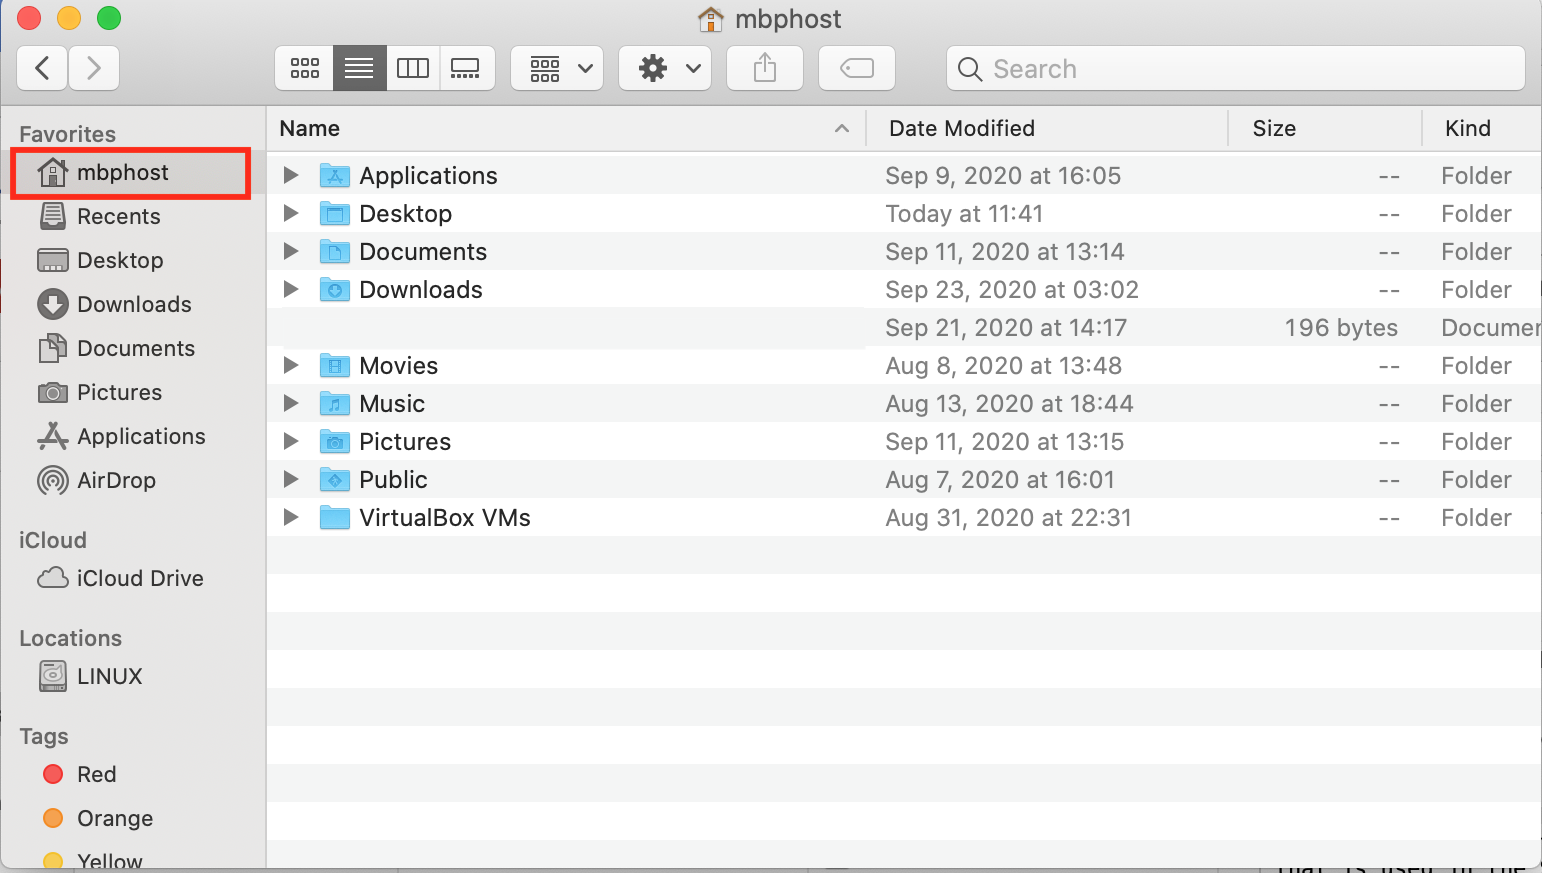 mbphost
Search
Favorites
mbphost
Recents
Desktop
Downloads
Documents
Pictures
Applications
AirDrop
iCloud
iCloud Drive
Locations
LINUX
Tags
Red
Orange
Yellow
Name Date Modified Size Kind
Applications Sep 9, 2020 at 16:05 -- Folder
Desktop Today at 11:41 -- Folder
Documents Sep 11, 2020 at 13:14 -- Folder
Downloads Sep 23, 2020 at 03:02 -- Folder
Sep 21, 2020 at 14:17 196 bytes Documen
Movies Aug 8, 2020 at 13:48 -- Folder
Music Aug 13, 2020 at 18:44 -- Folder
Pictures Sep 11, 2020 at 13:15 -- Folder
Public Aug 7, 2020 at 16:01 -- Folder
VirtualBox VMs Aug 31, 2020 at 22:31 -- Folder